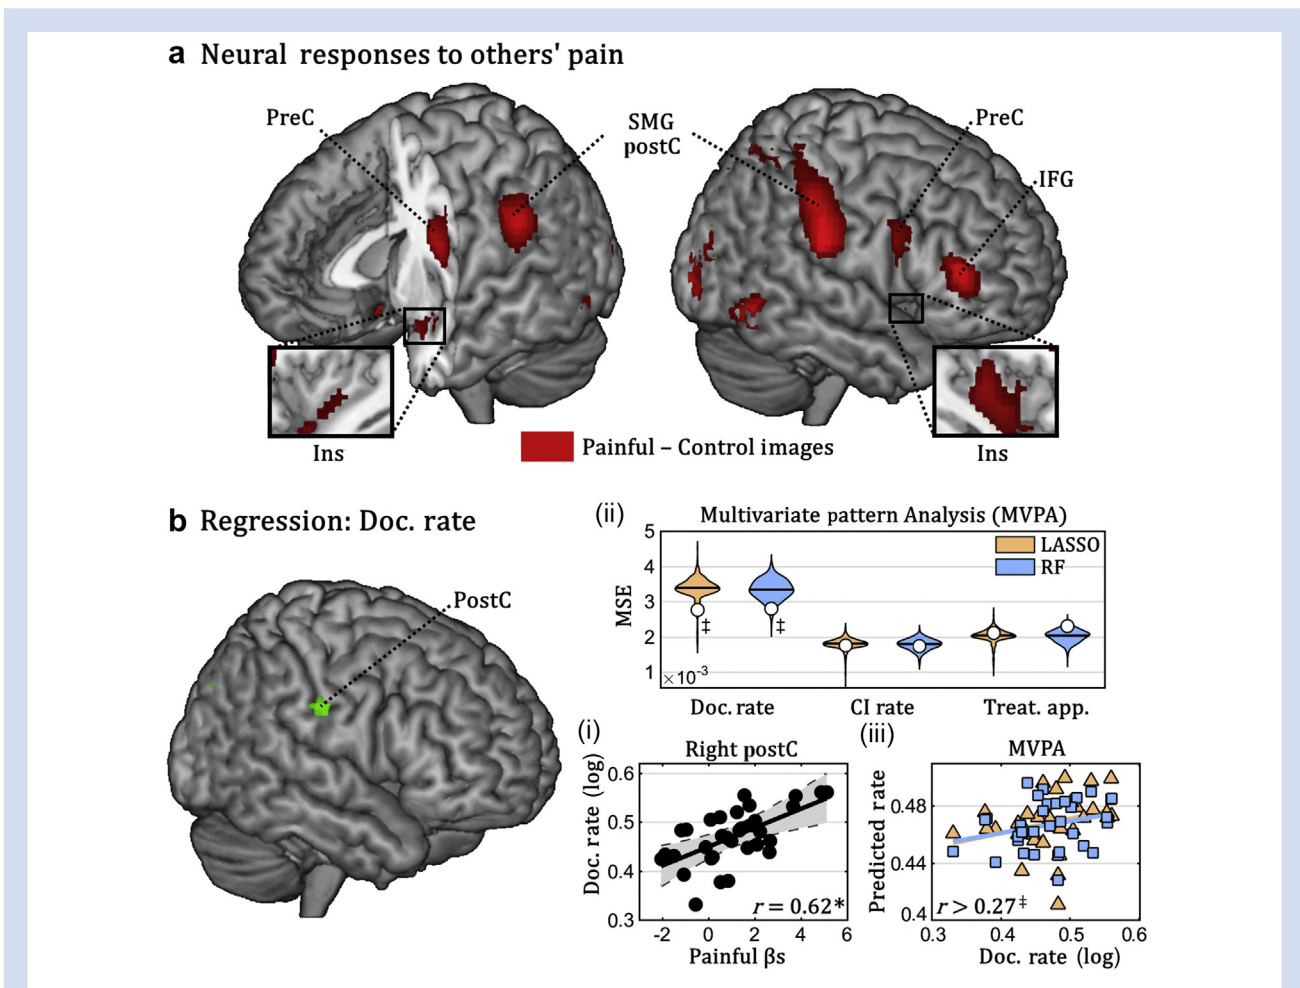 a Neural responses to others' pain
PreC
SMG
postC
PreC
IFG
Ins
Painful – Control images
Ins
b Regression: Doc. rate
PostC
(ii)
Multivariate pattern Analysis (MVPA)
5
4
3
2
1
MSE
×10⁻³
LASSO
RF
‡
‡
Doc. rate
CI rate
Treat. app.
(i)
Right postC
Doc. rate (log)
0.6
0.5
0.4
0.3
r = 0.62*
-2 0 2 4 6
Painful βs
(iii)
MVPA
Predicted rate
0.48
0.44
0.4
r > 0.27‡
0.3 0.5 0.6
Doc. rate (log)